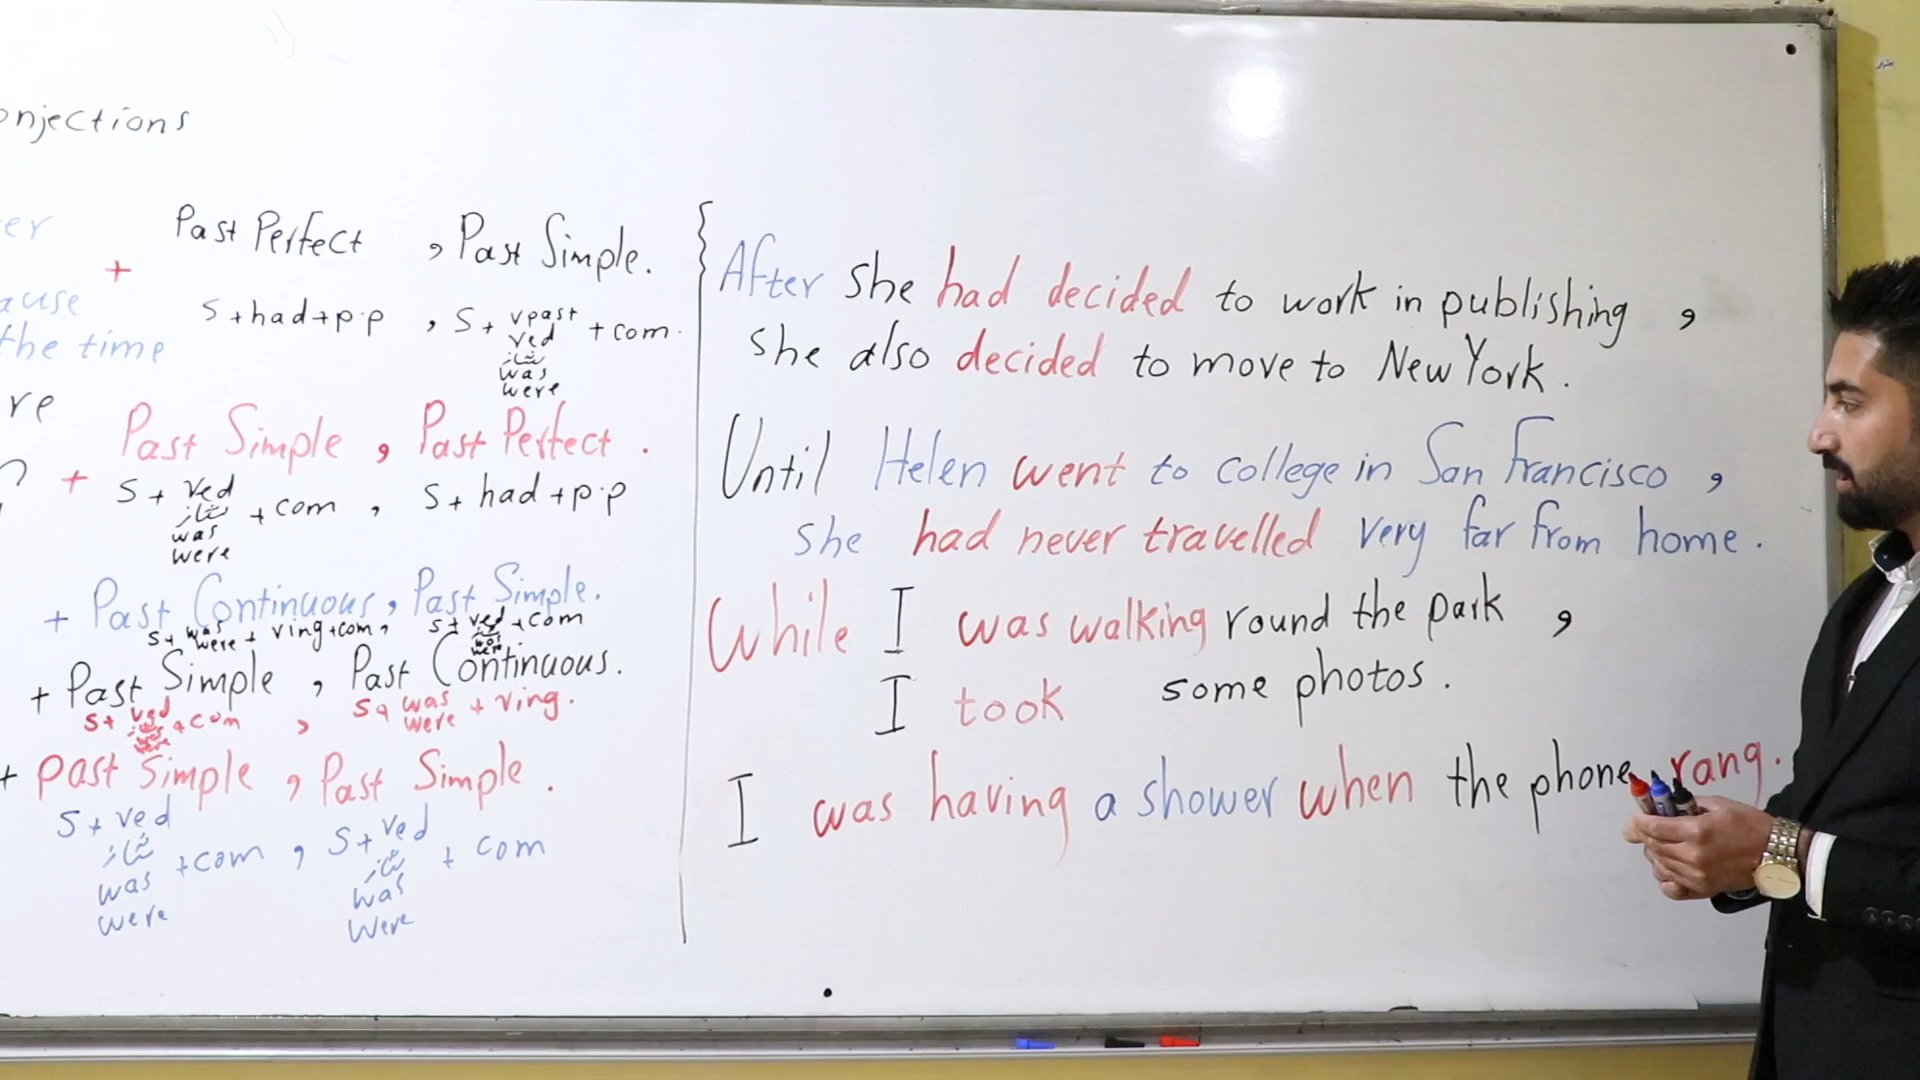 onjections
er
+
Past Perfect , Past Simple.
ause
s+had+p.p , s+ vpast + com.
ved
شاذ
was
were
the time
re
+ Past Simple , Past Perfect .
s + ved + com , s + had + p.p
شاذ
was
were
+ Past Continuous , Past Simple.
s+ was + ving+com, s+ ved +com
were
+ Past Simple , Past Continuous.
s+ ved +com , s+ was + ving.
were
+ past simple , Past Simple .
s + ved +com , s + ved + com
شاذ شاذ
was was
were were
After she had decided to work in publishing ,
she also decided to move to New York .
Until Helen went to college in San Francisco ,
she had never travelled very far from home .
While I was walking round the park ,
I took some photos .
I was having a shower when the phone rang.